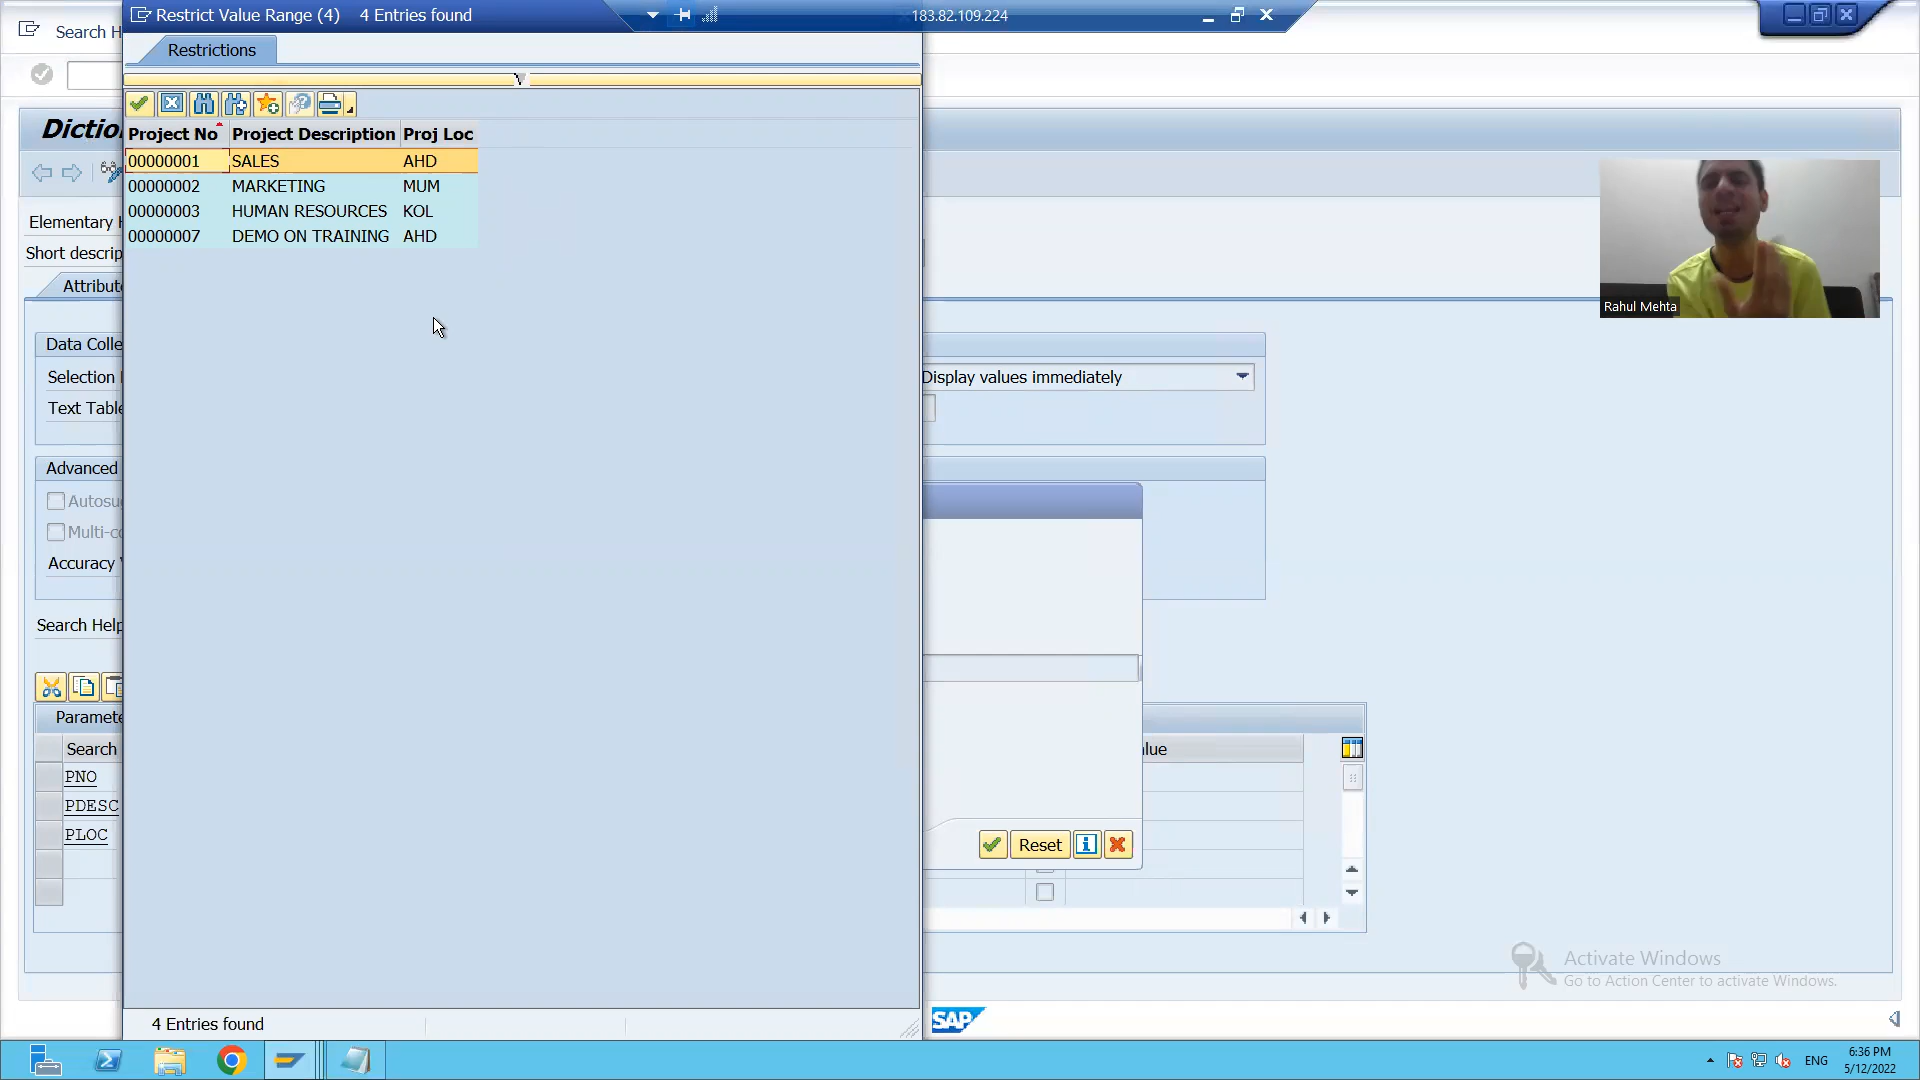 Restrict Value Range (4) 4 Entries found
183.82.109.224
Search H
Restrictions
Dictio
Project No Project Description Proj Loc
00000001 SALES AHD
00000002 MARKETING MUM
00000003 HUMAN RESOURCES KOL
00000007 DEMO ON TRAINING AHD
Elementary H
Short descrip
Attribut
Rahul Mehta
Data Colle
Selection
Display values immediately
Text Table
Advanced
Autosu
Multi-co
Accuracy
Search Help
Paramete
Search
alue
PNO
PDESC
PLOC
Reset
Activate Windows
Go to Action Center to activate Windows.
4 Entries found
SAP
ENG
6:36 PM
5/12/2022